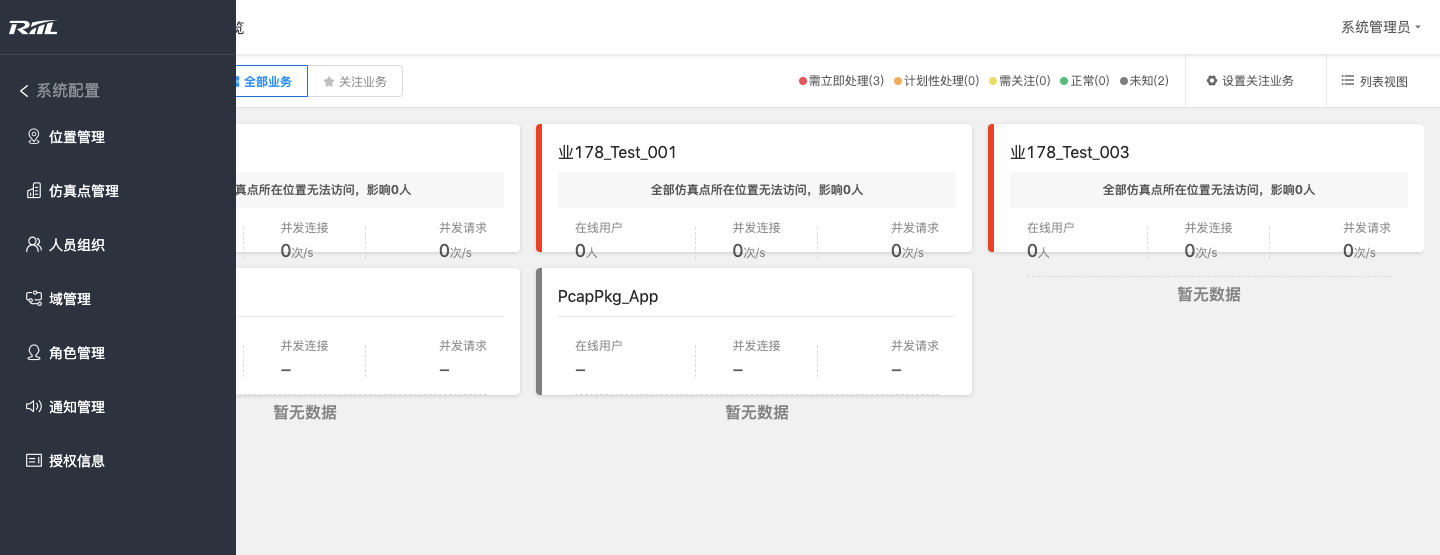 RIIL
览
系统管理员
系统配置
位置管理
仿真点管理
人员组织
域管理
角色管理
通知管理
授权信息
全部业务
关注业务
需立即处理(3)
计划性处理(0)
需关注(0)
正常(0)
未知(2)
设置关注业务
列表视图
真点所在位置无法访问，影响0人
并发连接
并发请求
0次/s
0次/s
业178_Test_001
全部仿真点所在位置无法访问，影响0人
在线用户
并发连接
并发请求
0人
0次/s
0次/s
业178_Test_003
全部仿真点所在位置无法访问，影响0人
在线用户
并发连接
并发请求
0人
0次/s
0次/s
暂无数据
并发连接
并发请求
–
–
暂无数据
PcapPkg_App
在线用户
并发连接
并发请求
–
–
–
暂无数据